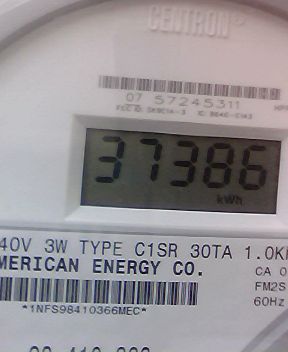 CENTRON
07 57245311
37386
kWh
40V 3W TYPE C1SR 30TA 1.0K
MERICAN ENERGY CO.
CA 0
FM2S
60Hz
*1NFS98410366MEC*